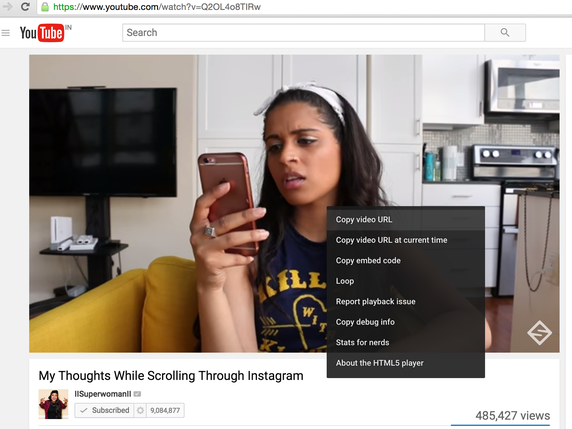 https://www.youtube.com/watch?v=Q2OL4o8TIRw
YouTube IN
Search
Copy video URL
Copy video URL at current time
Copy embed code
Loop
Report playback issue
Copy debug info
Stats for nerds
About the HTML5 player
KILL
WIT
My Thoughts While Scrolling Through Instagram
IISuperwomanII
Subscribed 9,084,877
485,427 views